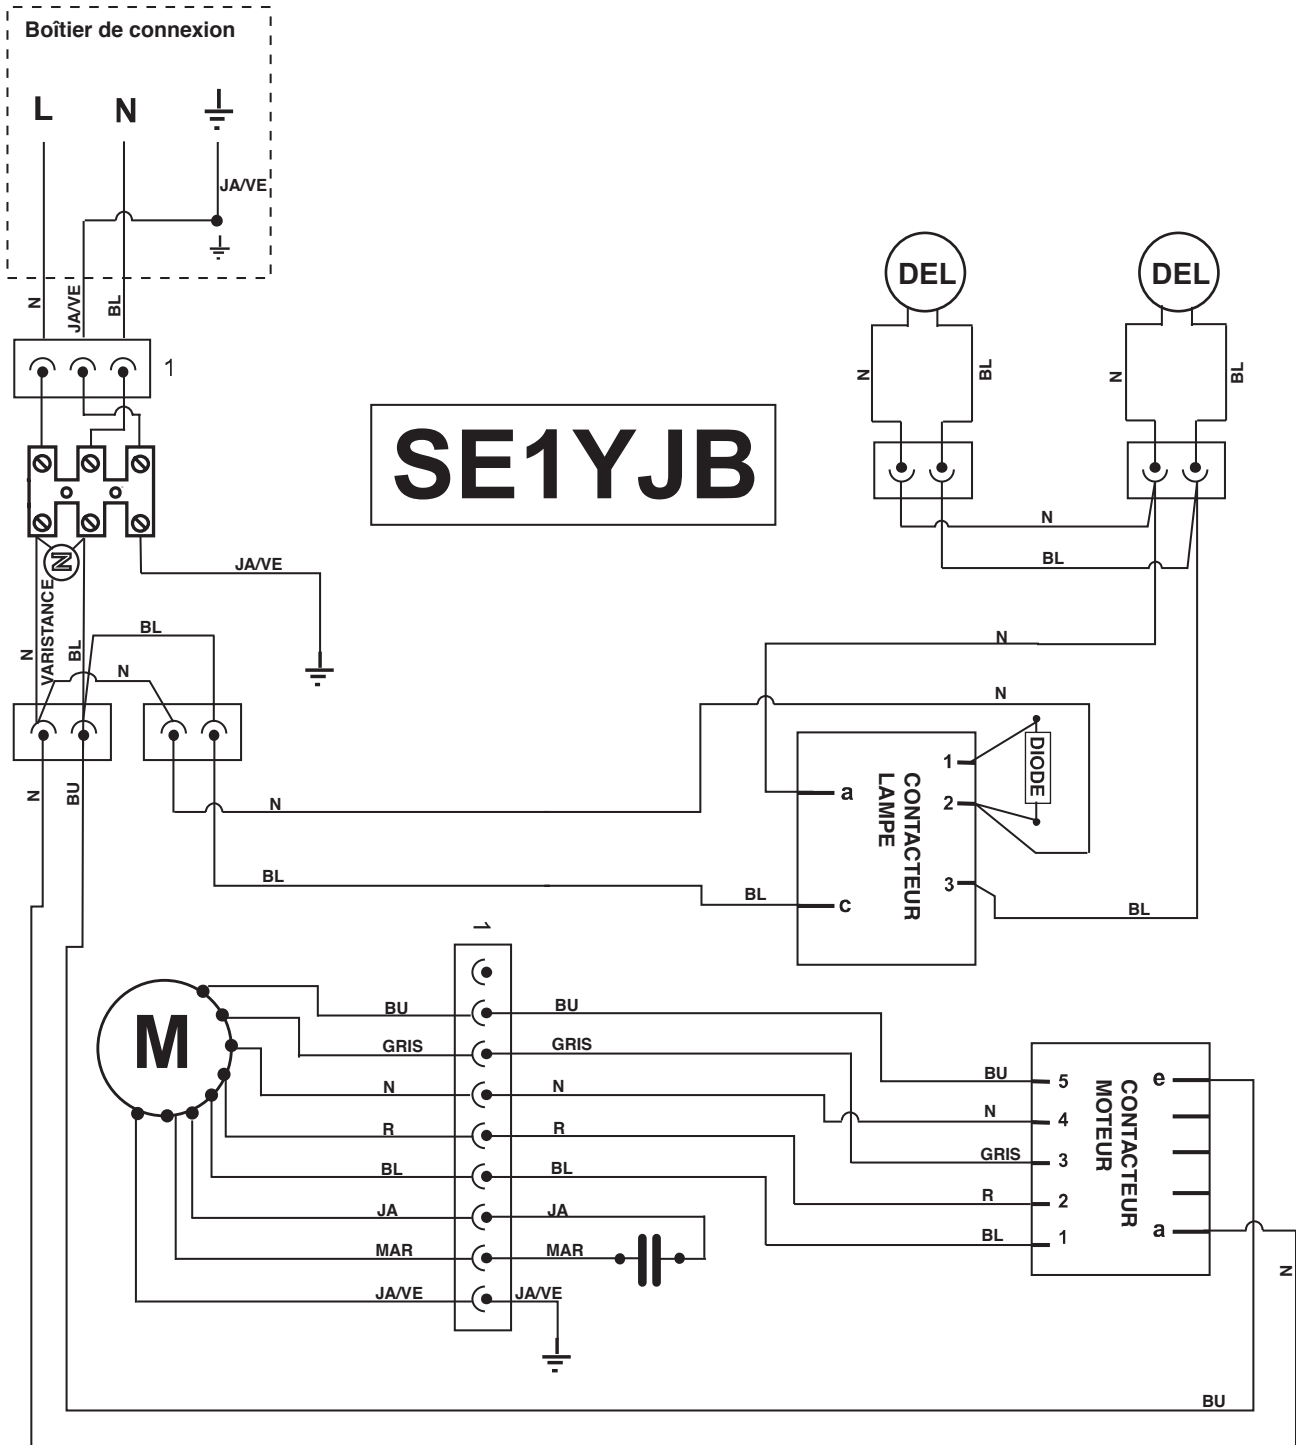 Boîtier de connexion
L N
JA/VE
N JA/VE BL
1
DEL DEL
N BL N BL
SE1YJB
N
BL
JA/VE
VARISTANCE
N BL
BL
N
N
N
N BU
N
DIODE
1
2
3
a
c
CONTACTEUR
LAMPE
BL
BL
BL
1
M
BU BU
GRIS GRIS
N N
R R
BL BL
JA JA
MAR MAR
JA/VE JA/VE
BU 5
N 4
GRIS 3
R 2
BL 1
CONTACTEUR
MOTEUR
e
a
N
BU